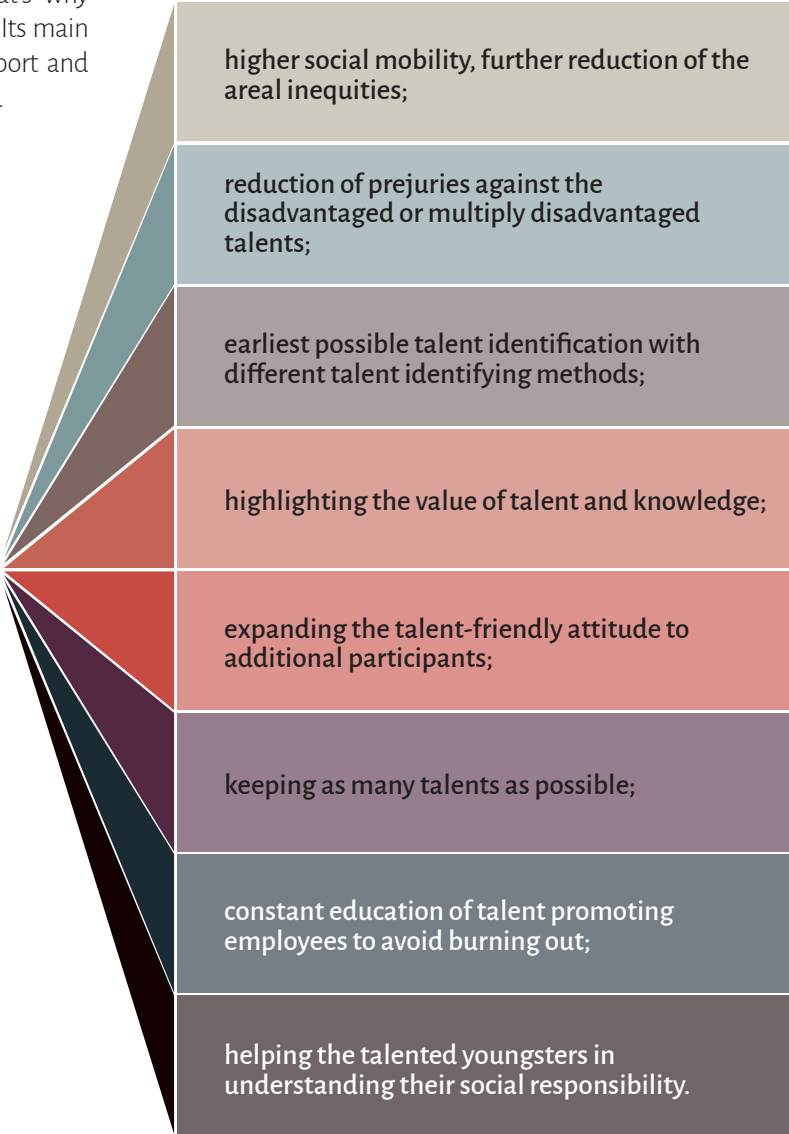 why
Its main
and
.
higher social mobility, further reduction of the
areal inequities;
reduction of prejuries against the
disadvantaged or multiply disadvantaged
talents;
earliest possible talent identification with
different talent identifying methods;
highlighting the value of talent and knowledge;
expanding the talent-friendly attitude to
additional participants;
keeping as many talents as possible;
constant education of talent promoting
employees to avoid burning out;
helping the talented youngsters in
understanding their social responsibility.